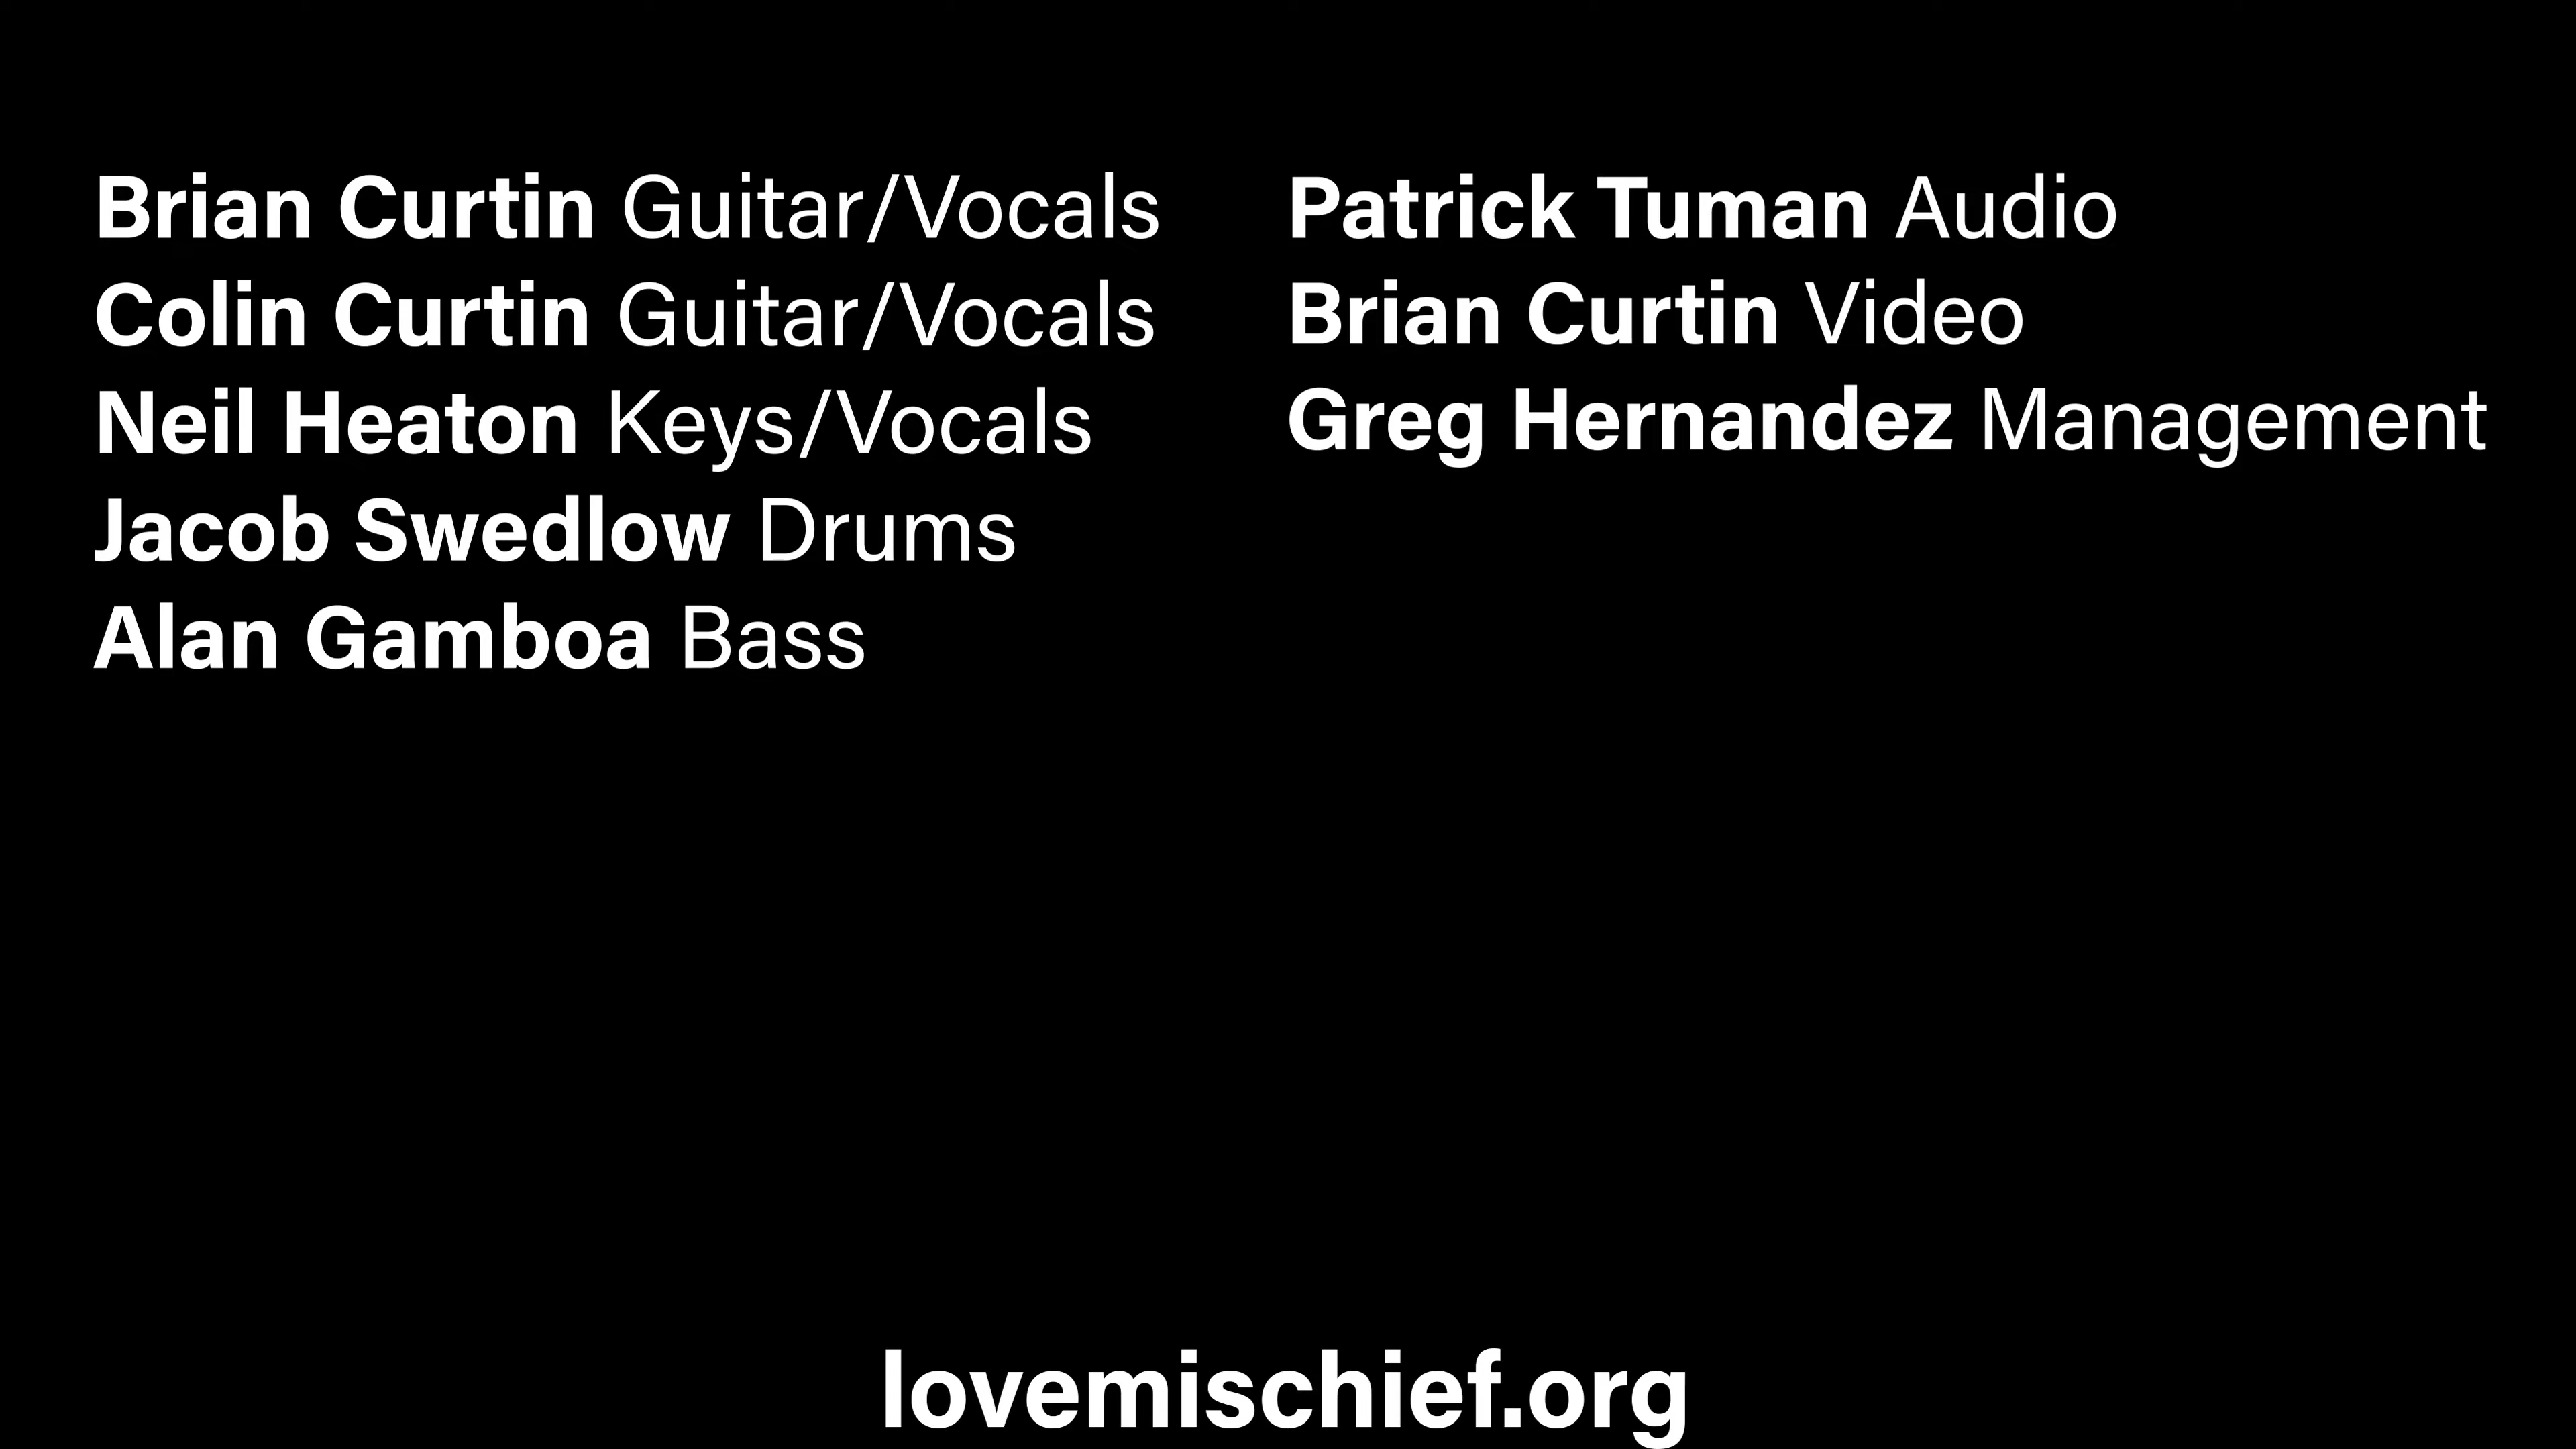 Brian Curtin Guitar/Vocals
Colin Curtin Guitar/Vocals
Neil Heaton Keys/Vocals
Jacob Swedlow Drums
Alan Gamboa Bass
Patrick Tuman Audio
Brian Curtin Video
Greg Hernandez Management
lovemischief.org